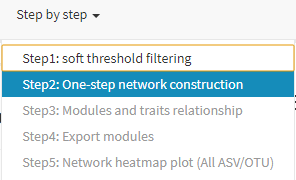 Step by step
Step1: soft threshold filtering
Step2: One-step network construction
Step3: Modules and traits relationship
Step4: Export modules
Step5: Network heatmap plot (All ASV/OTU)